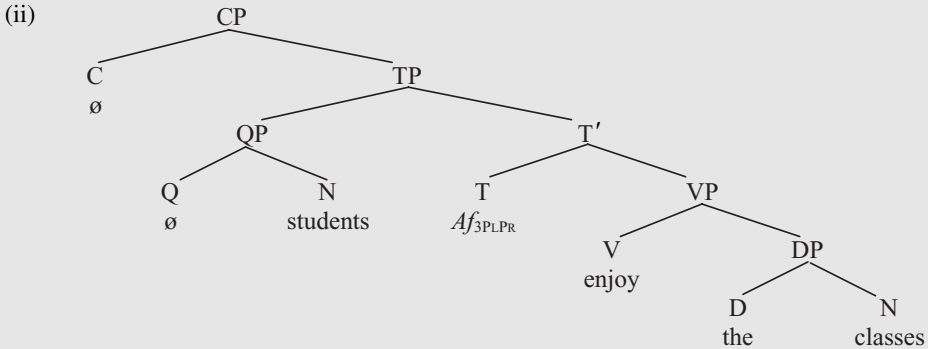 (ii) CP
C TP
ø
QP T′
Q N T VP
ø students Af3PLPR
V DP
enjoy
D N
the classes